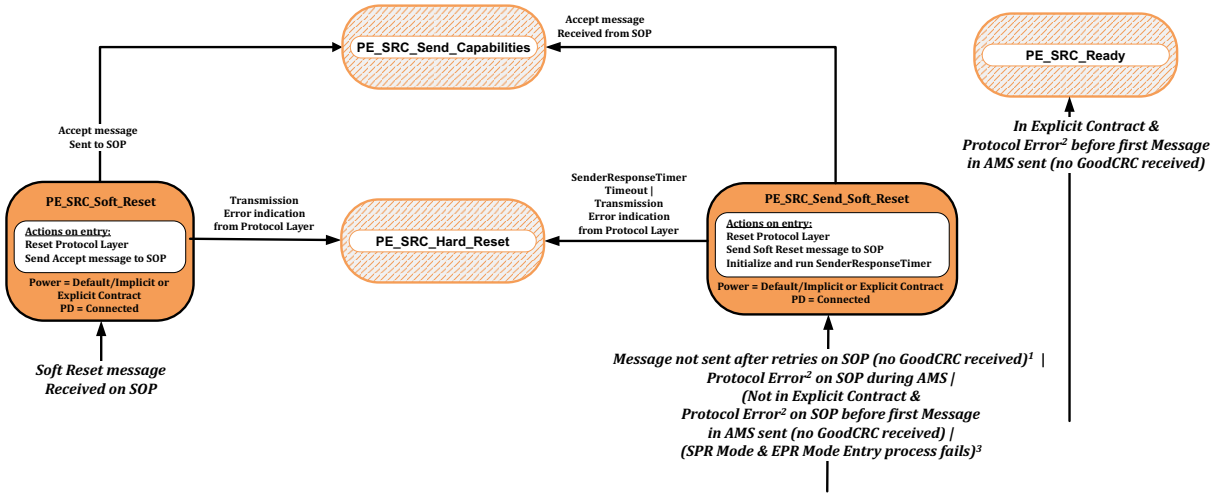 Accept message
Received from SOP
PE_SRC_Send_Capabilities
PE_SRC_Ready
Accept message
Sent to SOP
In Explicit Contract &
Protocol Error² before first Message
in AMS sent (no GoodCRC received)
PE_SRC_Soft_Reset
Actions on entry:
Reset Protocol Layer
Send Accept message to SOP
Power = Default/Implicit or
Explicit Contract
PD = Connected
Transmission
Error indication
from Protocol Layer
PE_SRC_Hard_Reset
SenderResponseTimer
Timeout |
Transmission
Error indication
from Protocol Layer
PE_SRC_Send_Soft_Reset
Actions on entry:
Reset Protocol Layer
Send Soft Reset message to SOP
Initialize and run SenderResponseTimer
Power = Default/Implicit or Explicit Contract
PD = Connected
Soft Reset message
Received on SOP
Message not sent after retries on SOP (no GoodCRC received)¹ |
Protocol Error² on SOP during AMS |
(Not in Explicit Contract &
Protocol Error² on SOP before first Message
in AMS sent (no GoodCRC received) |
(SPR Mode & EPR Mode Entry process fails)³